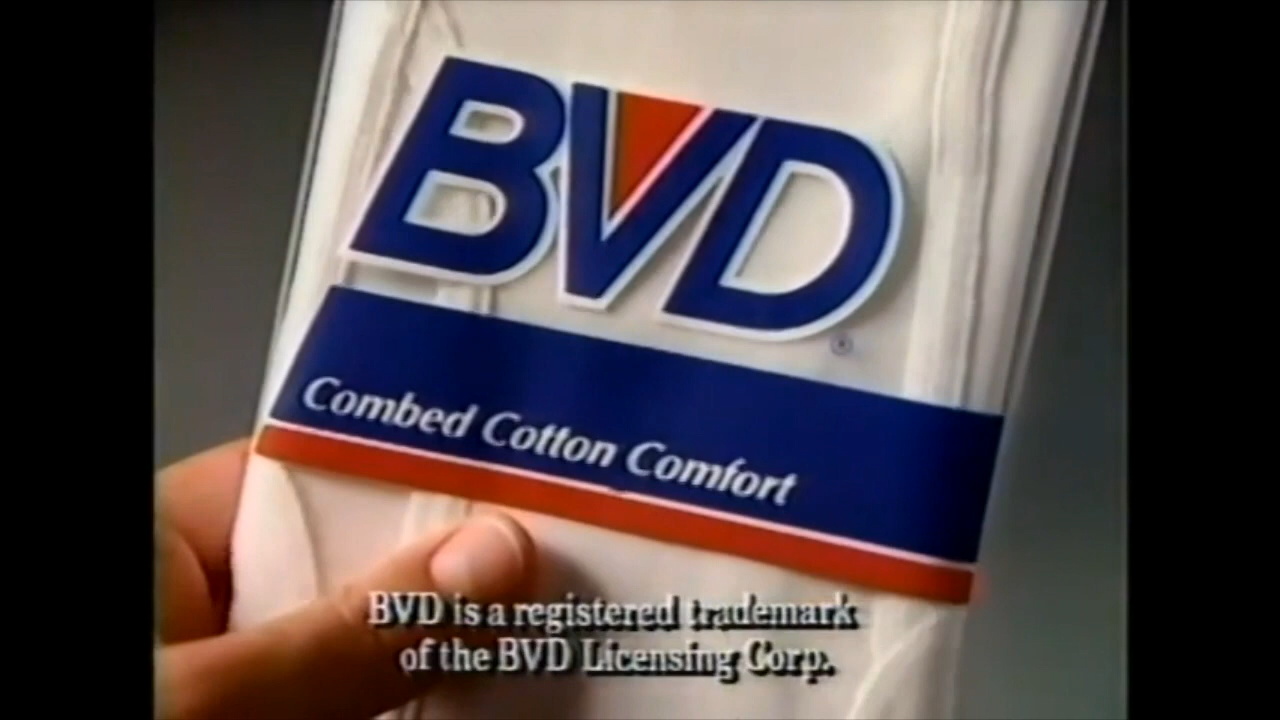 BVD
®
Combed Cotton Comfort
BVD is a registered trademark
of the BVD Licensing Corp.